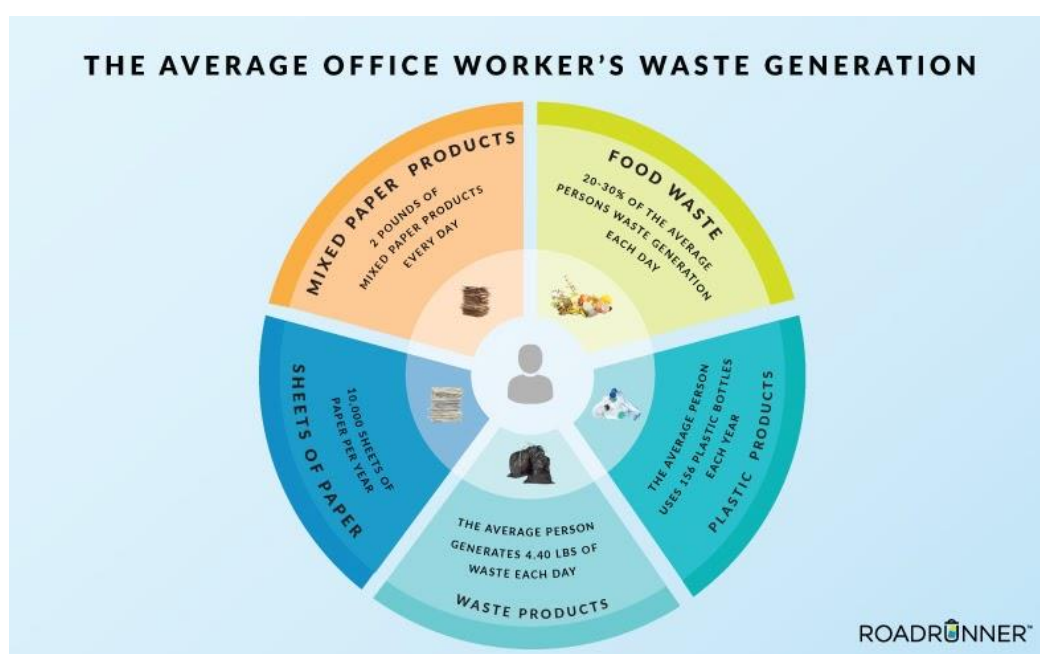 THE AVERAGE OFFICE WORKER'S WASTE GENERATION
MIXED PAPER PRODUCTS
2 POUNDS OF
MIXED PAPER PRODUCTS
EVERY DAY
FOOD WASTE
20-30% OF THE AVERAGE
PERSONS WASTE GENERATION
EACH DAY
SHEETS OF PAPER
10,000 SHEETS OF
PAPER PER YEAR
THE AVERAGE PERSON
USES 156 PLASTIC BOTTLES
EACH YEAR
PLASTIC PRODUCTS
THE AVERAGE PERSON
GENERATES 4.40 LBS OF
WASTE EACH DAY
WASTE PRODUCTS
ROADRUNNER™